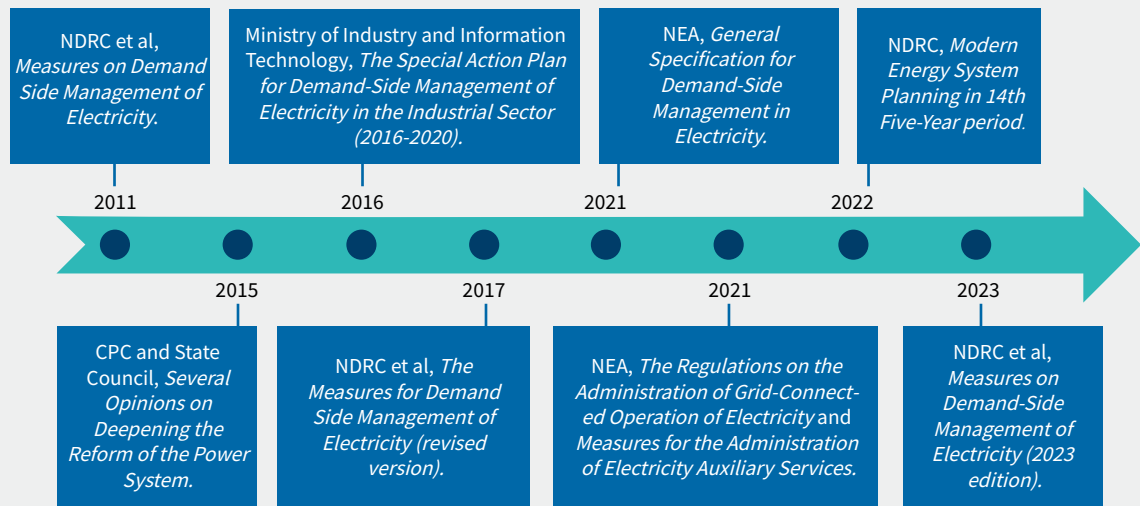 NDRC et al,
Measures on Demand
Side Management of
Electricity.
Ministry of Industry and Information
Technology, The Special Action Plan
for Demand-Side Management of
Electricity in the Industrial Sector
(2016-2020).
NEA, General
Specification for
Demand-Side
Management in
Electricity.
NDRC, Modern
Energy System
Planning in 14th
Five-Year period.
2011
2016
2021
2022
2015
2017
2021
2023
CPC and State
Council, Several
Opinions on
Deepening the
Reform of the Power
System.
NDRC et al, The
Measures for Demand
Side Management of
Electricity (revised
version).
NEA, The Regulations on the
Administration of Grid-Connect-
ed Operation of Electricity and
Measures for the Administration
of Electricity Auxiliary Services.
NDRC et al,
Measures on
Demand-Side
Management of
Electricity (2023
edition).